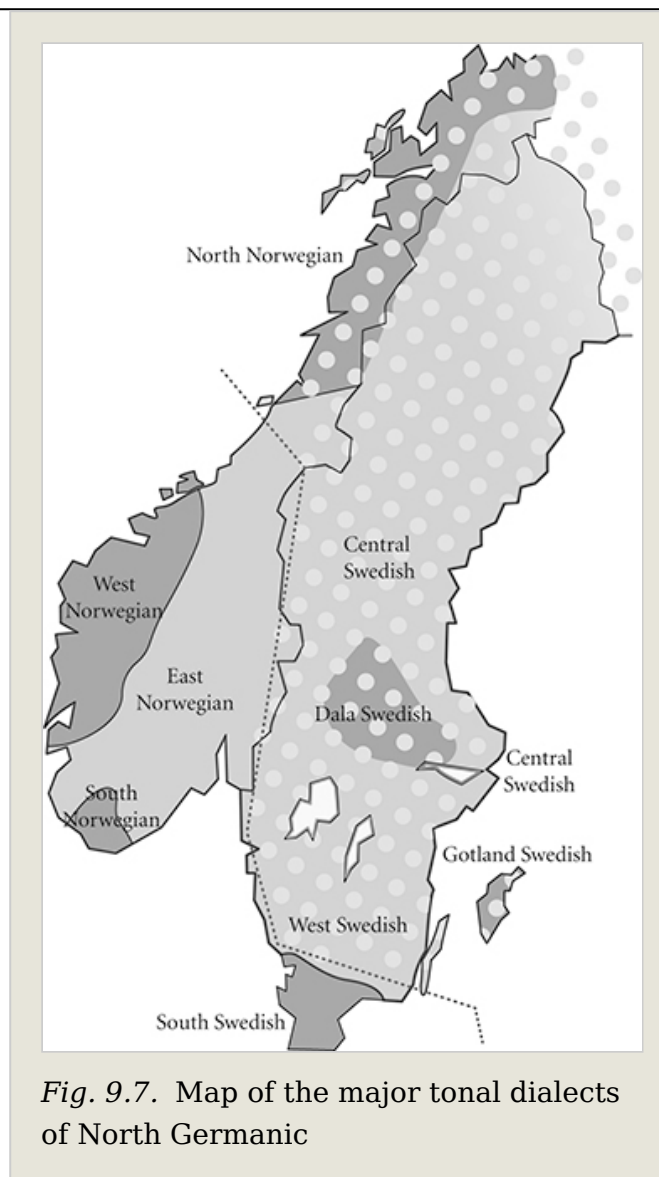 North Norwegian
Central
Swedish
West
Norwegian
East
Norwegian
Dala Swedish
Central
Swedish
South
Norwegian
Gotland Swedish
West Swedish
South Swedish
Fig. 9.7. Map of the major tonal dialects
of North Germanic